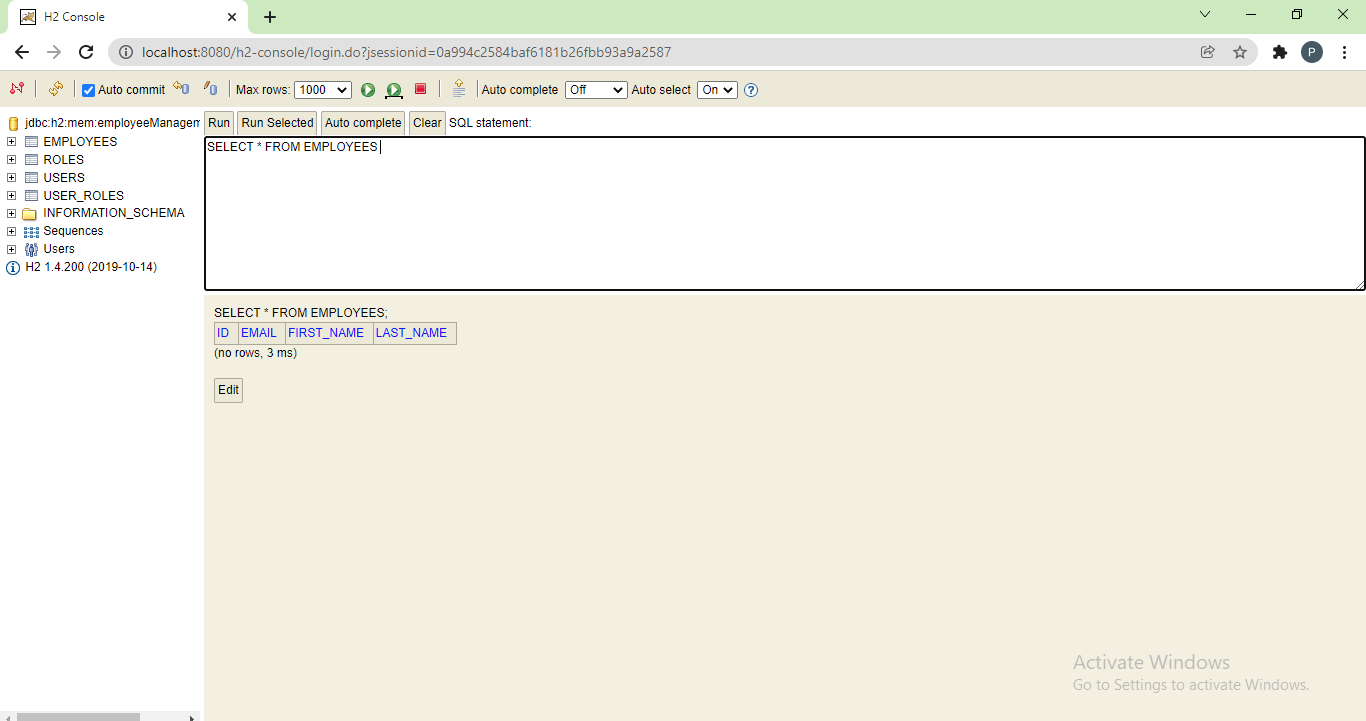 H2 Console
localhost:8080/h2-console/login.do?jsessionid=0a994c2584baf6181b26fbb93a9a2587
P
Auto commit Max rows: 1000 Auto complete Off Auto select On
jdbc:h2:mem:employeeManagem
EMPLOYEES
ROLES
USERS
USER_ROLES
INFORMATION_SCHEMA
Sequences
Users
H2 1.4.200 (2019-10-14)
Run Run Selected Auto complete Clear SQL statement:
SELECT * FROM EMPLOYEES
SELECT * FROM EMPLOYEES;
ID EMAIL FIRST_NAME LAST_NAME
(no rows, 3 ms)
Edit
Activate Windows
Go to Settings to activate Windows.